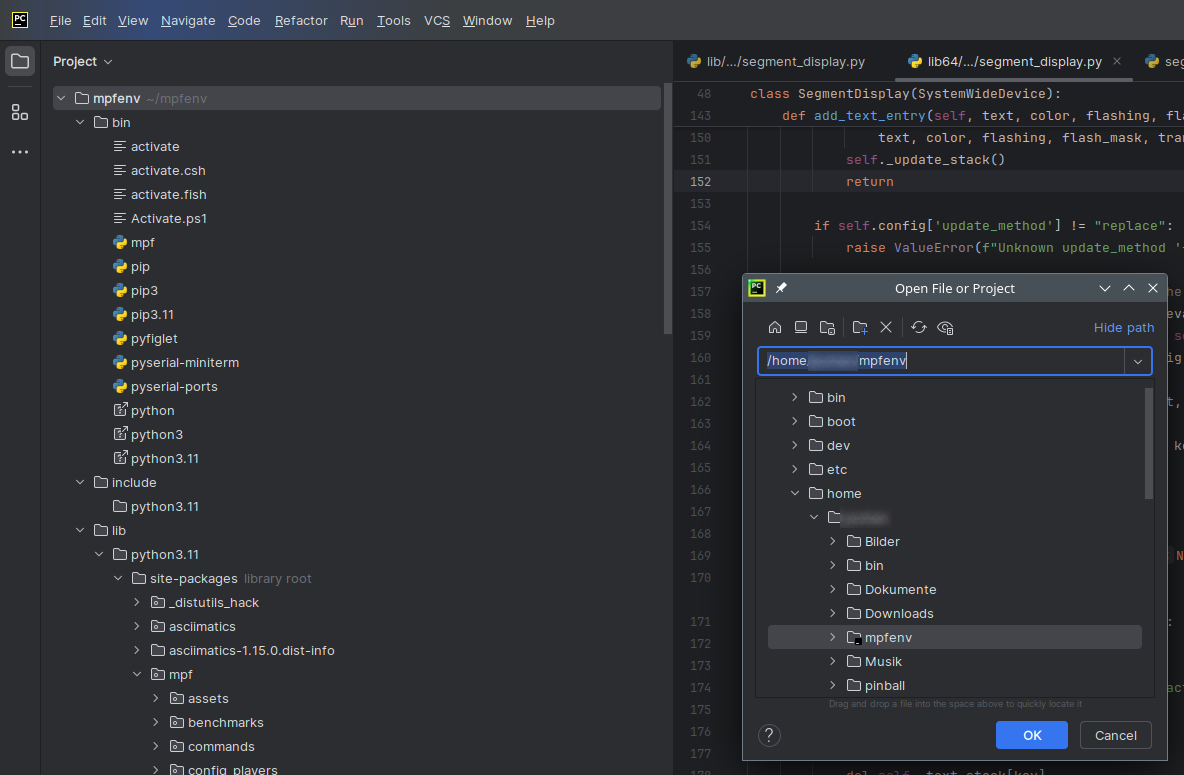 PC File Edit View Navigate Code Refactor Run Tools VCS Window Help
Project
mpfenv ~/mpfenv
bin
activate
activate.csh
activate.fish
Activate.ps1
mpf
pip
pip3
pip3.11
pyfiglet
pyserial-miniterm
pyserial-ports
python
python3
python3.11
include
python3.11
lib
python3.11
site-packages library root
_distutils_hack
asciimatics
asciimatics-1.15.0.dist-info
mpf
assets
benchmarks
commands
config_players
lib/.../segment_display.py lib64/.../segment_display.py seg
48 class SegmentDisplay(SystemWideDevice):
143 def add_text_entry(self, text, color, flashing, fla
150 text, color, flashing, flash_mask, tran
151 self._update_stack()
152 return
153
154 if self.config['update_method'] != "replace":
155 raise ValueError(f"Unknown update_method '
156
157
158
159
160
161
162
163
164
165
166
167
168
169
170
171
172
173
174
175
176
177
PC Open File or Project
Hide path
/home/ mpfenv
bin
boot
dev
etc
home
Bilder
bin
Dokumente
Downloads
mpfenv
Musik
pinball
Drag and drop a file into the space above to quickly locate it
? OK Cancel